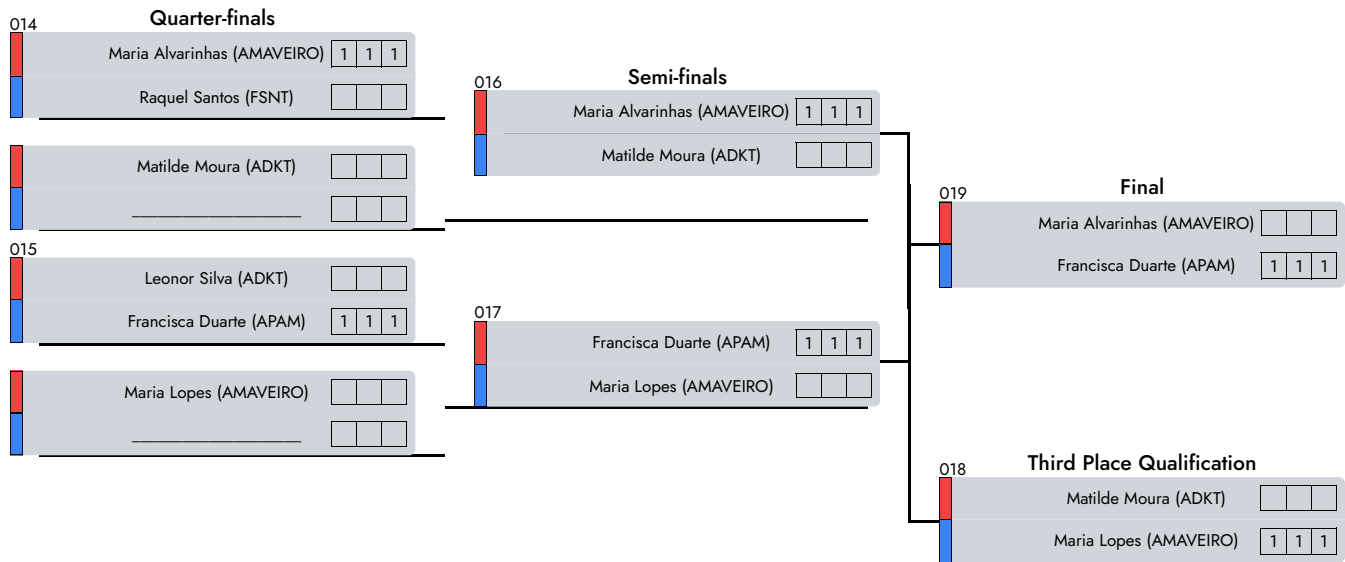 Quarter-finals
014
Maria Alvarinhas (AMAVEIRO) 1 1 1
Raquel Santos (FSNT)
Matilde Moura (ADKT)
____________________
015
Leonor Silva (ADKT)
Francisca Duarte (APAM) 1 1 1
Maria Lopes (AMAVEIRO)
____________________
Semi-finals
016
Maria Alvarinhas (AMAVEIRO) 1 1 1
Matilde Moura (ADKT)
017
Francisca Duarte (APAM) 1 1 1
Maria Lopes (AMAVEIRO)
Final
019
Maria Alvarinhas (AMAVEIRO)
Francisca Duarte (APAM) 1 1 1
Third Place Qualification
018
Matilde Moura (ADKT)
Maria Lopes (AMAVEIRO) 1 1 1